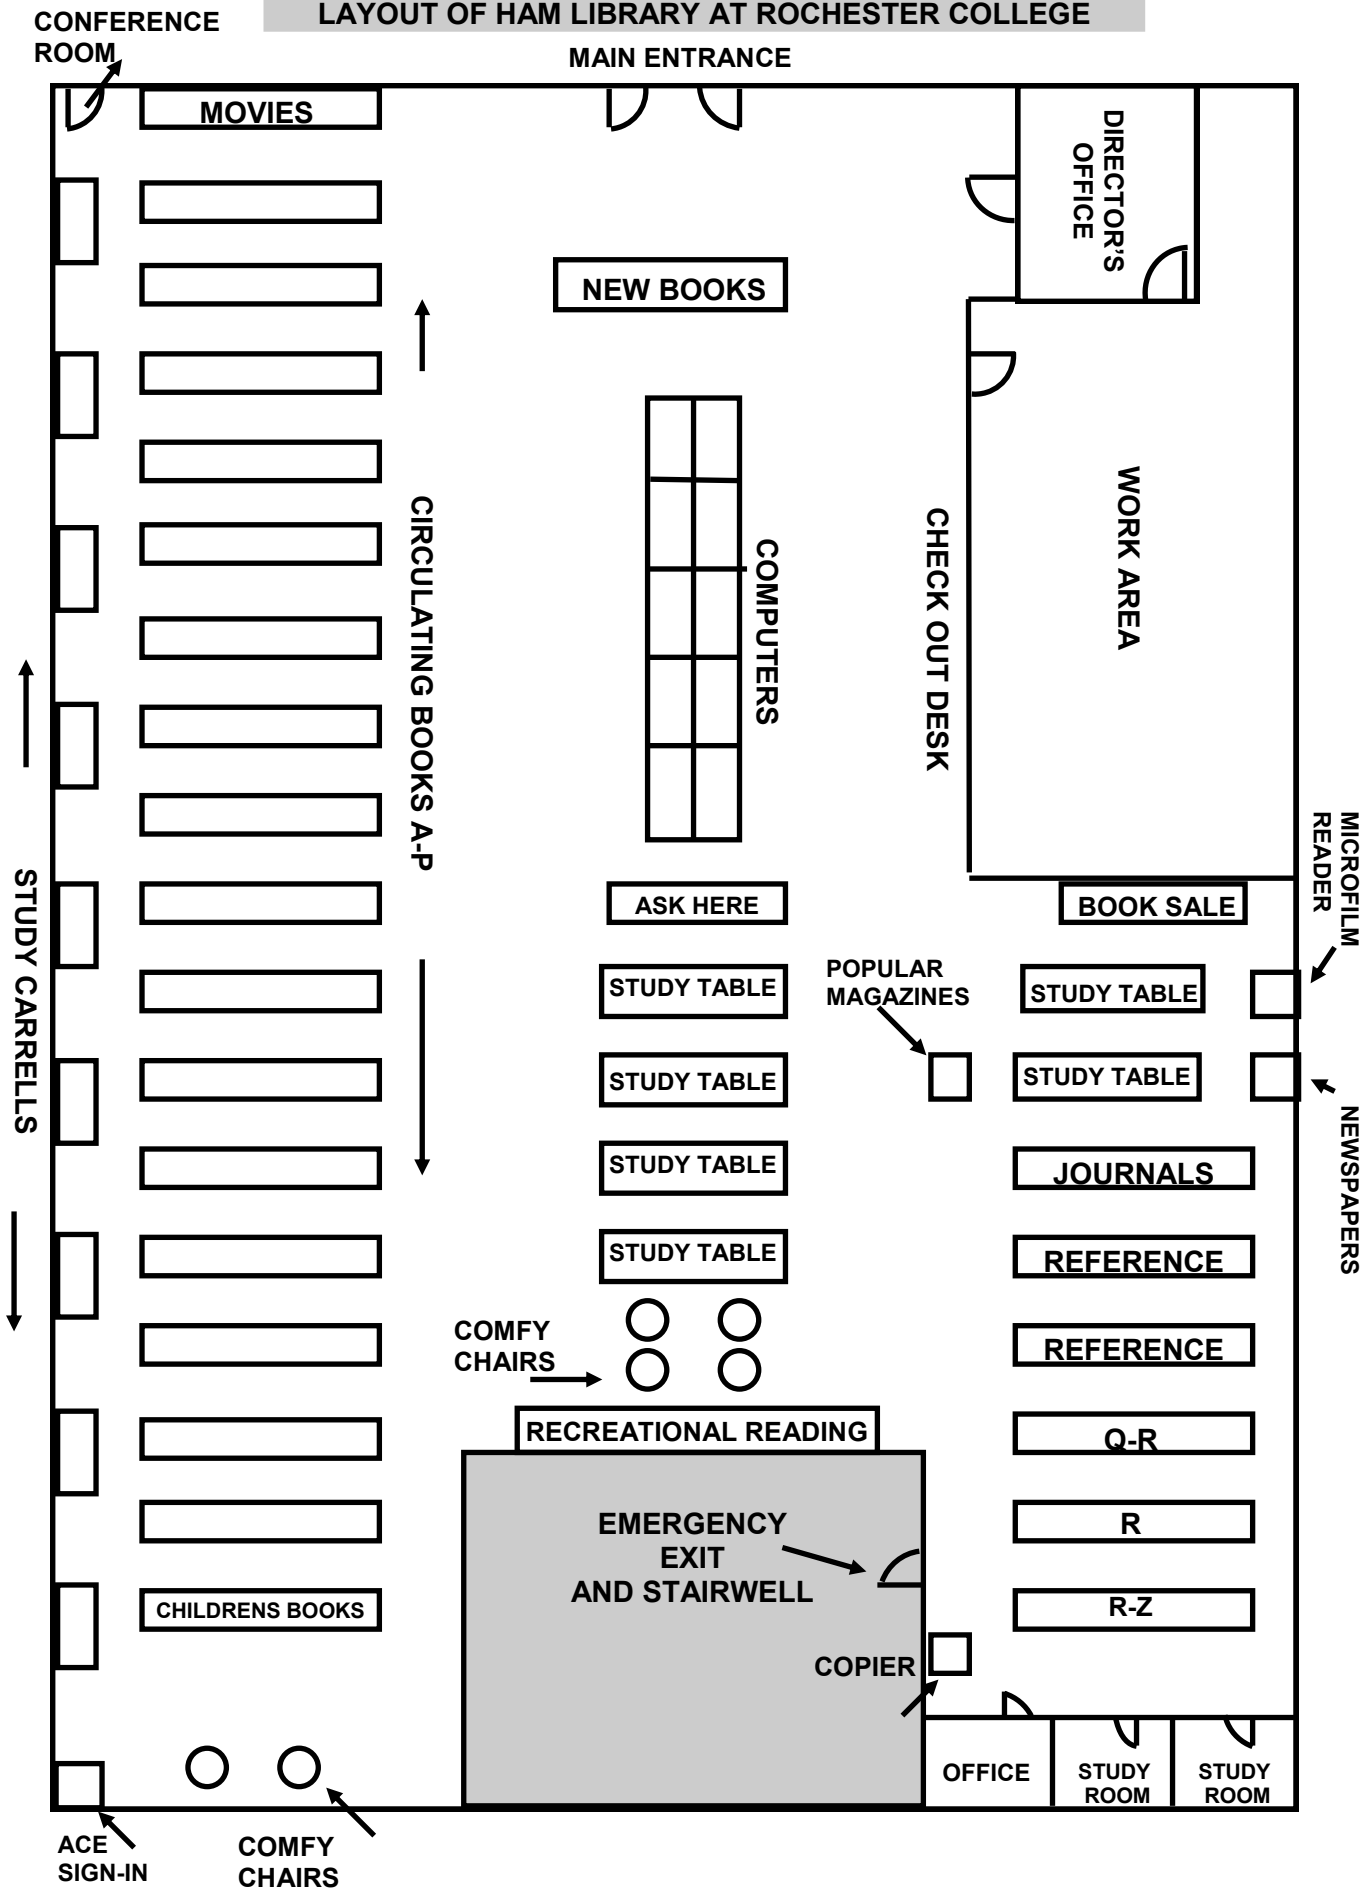 LAYOUT OF HAM LIBRARY AT ROCHESTER COLLEGE
CONFERENCE
ROOM
MAIN ENTRANCE
MOVIES
DIRECTOR'S
OFFICE
NEW BOOKS
CIRCULATING BOOKS A-P
COMPUTERS
CHECK OUT DESK
WORK AREA
MICROFILM
READER
STUDY CARRELLS
ASK HERE
BOOK SALE
STUDY TABLE
POPULAR
MAGAZINES
STUDY TABLE
STUDY TABLE
STUDY TABLE
NEWSPAPERS
STUDY TABLE
JOURNALS
STUDY TABLE
REFERENCE
COMFY
CHAIRS
REFERENCE
RECREATIONAL READING
Q-R
EMERGENCY
EXIT
AND STAIRWELL
R
CHILDRENS BOOKS
R-Z
COPIER
OFFICE
STUDY
ROOM
STUDY
ROOM
ACE
SIGN-IN
COMFY
CHAIRS